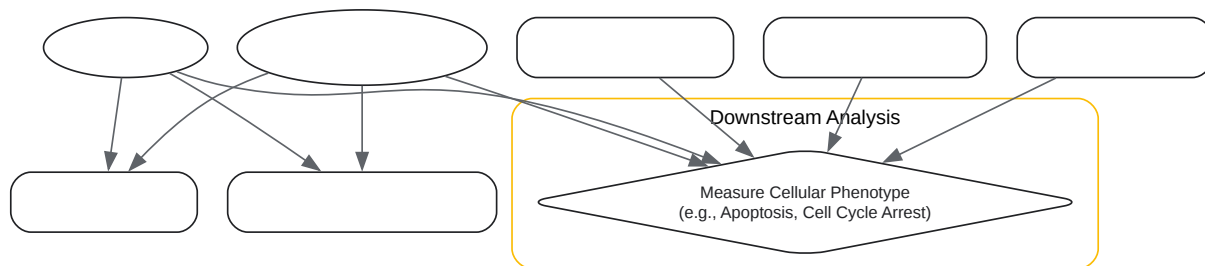 Downstream Analysis
Measure Cellular Phenotype
(e.g., Apoptosis, Cell Cycle Arrest)